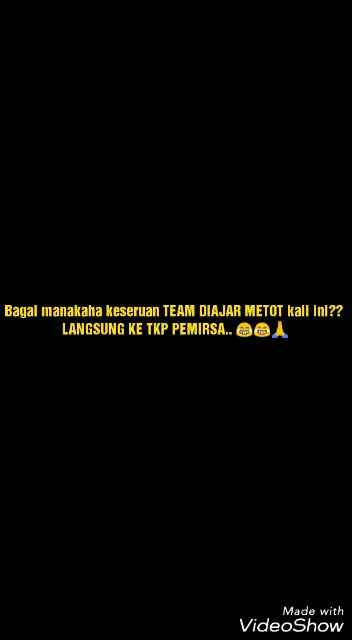 Bagai manakaha keseruan TEAM DIAJAR METOT kali ini??
LANGSUNG KE TKP PEMIRSA.. 😂😂🙏
Made with
VideoShow